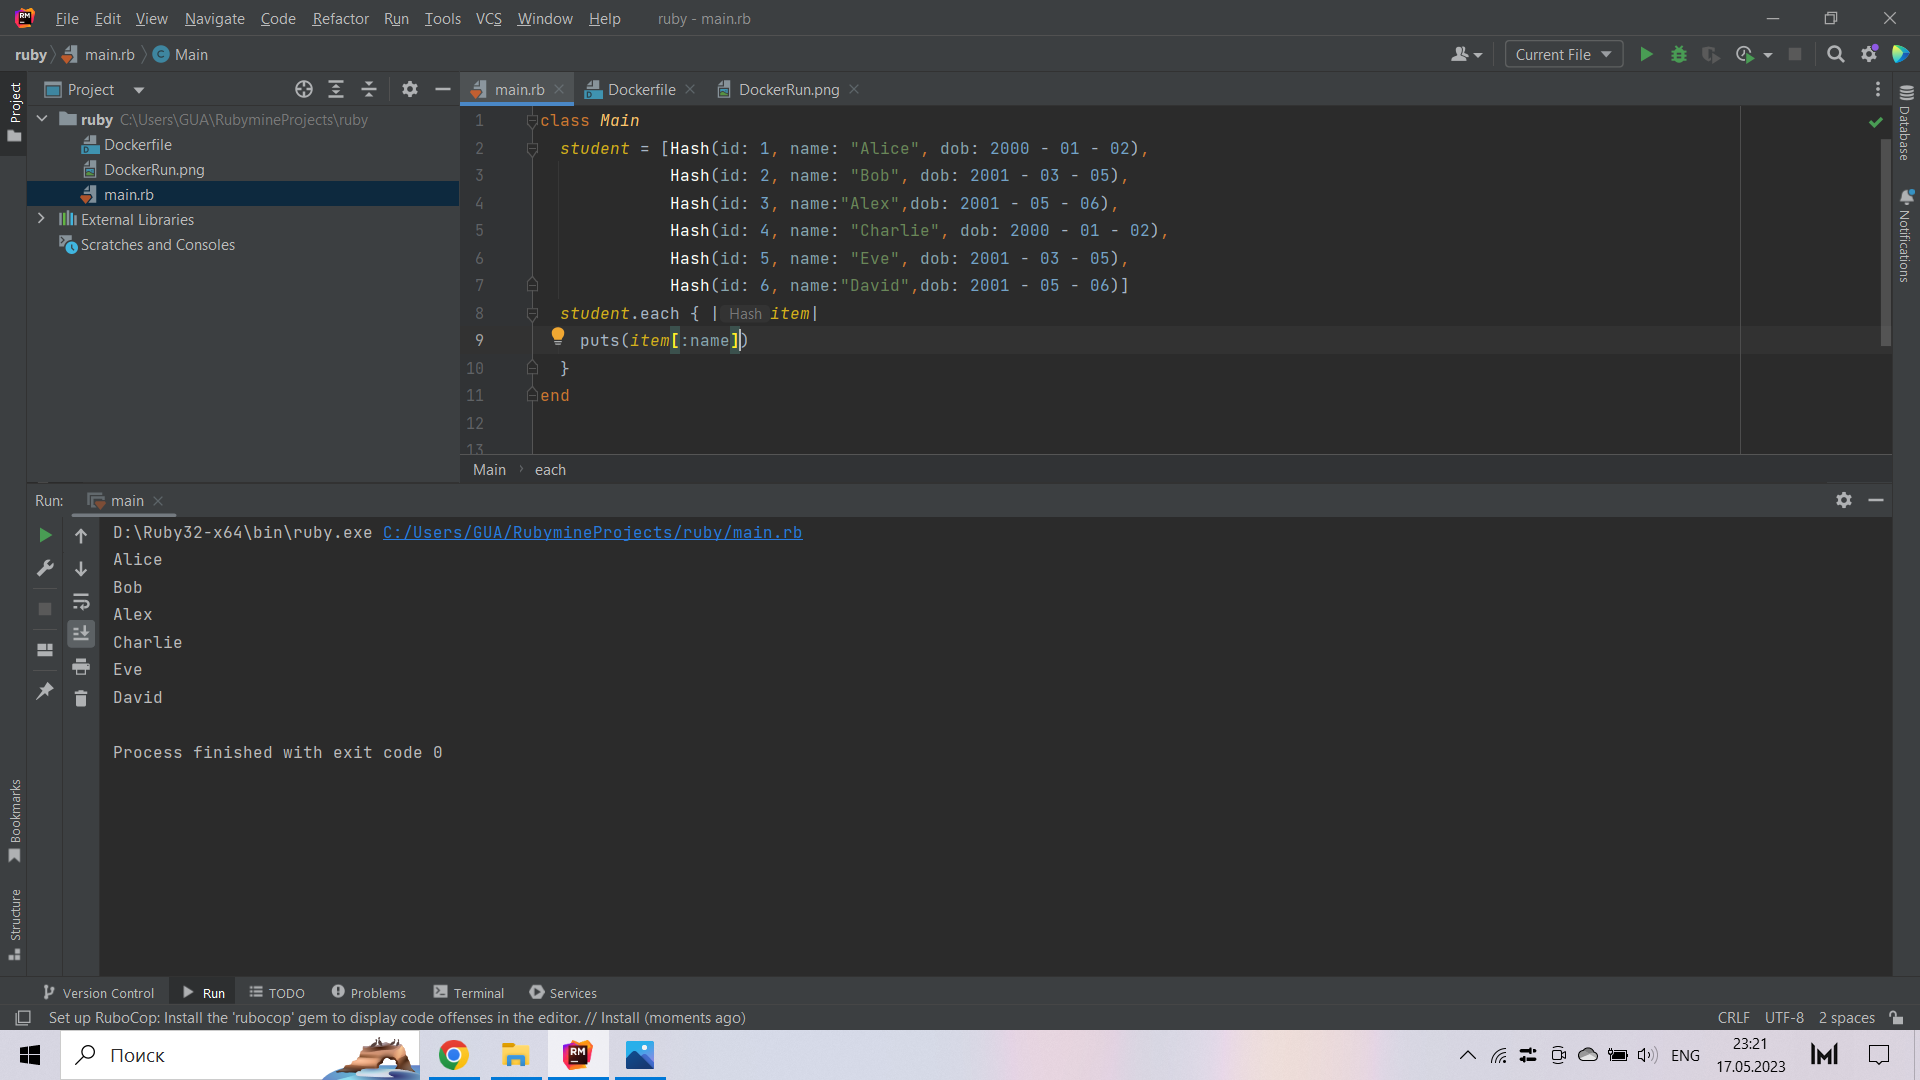 File Edit View Navigate Code Refactor Run Tools VCS Window Help ruby - main.rb
ruby main.rb Main
Current File
Project
Project
main.rb Dockerfile DockerRun.png
ruby C:\Users\GUA\RubymineProjects\ruby
Dockerfile
DockerRun.png
main.rb
External Libraries
Scratches and Consoles
1 class Main
2 student = [Hash(id: 1, name: "Alice", dob: 2000 - 01 - 02),
3 Hash(id: 2, name: "Bob", dob: 2001 - 03 - 05),
4 Hash(id: 3, name:"Alex",dob: 2001 - 05 - 06),
5 Hash(id: 4, name: "Charlie", dob: 2000 - 01 - 02),
6 Hash(id: 5, name: "Eve", dob: 2001 - 03 - 05),
7 Hash(id: 6, name:"David",dob: 2001 - 05 - 06)]
8 student.each { | Hash item|
9 puts(item[:name])
10 }
11 end
12
13
Main each
Database
Notifications
Run: main
D:\Ruby32-x64\bin\ruby.exe C:/Users/GUA/RubymineProjects/ruby/main.rb
Alice
Bob
Alex
Charlie
Eve
David
Process finished with exit code 0
Bookmarks
Structure
Version Control Run TODO Problems Terminal Services
Set up RuboCop: Install the 'rubocop' gem to display code offenses in the editor. // Install (moments ago)
CRLF UTF-8 2 spaces
Поиск
ENG
23:21
17.05.2023